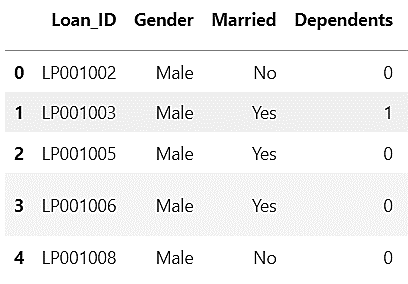 Loan_ID Gender Married Dependents
0 LP001002 Male No 0
1 LP001003 Male Yes 1
2 LP001005 Male Yes 0
3 LP001006 Male Yes 0
4 LP001008 Male No 0